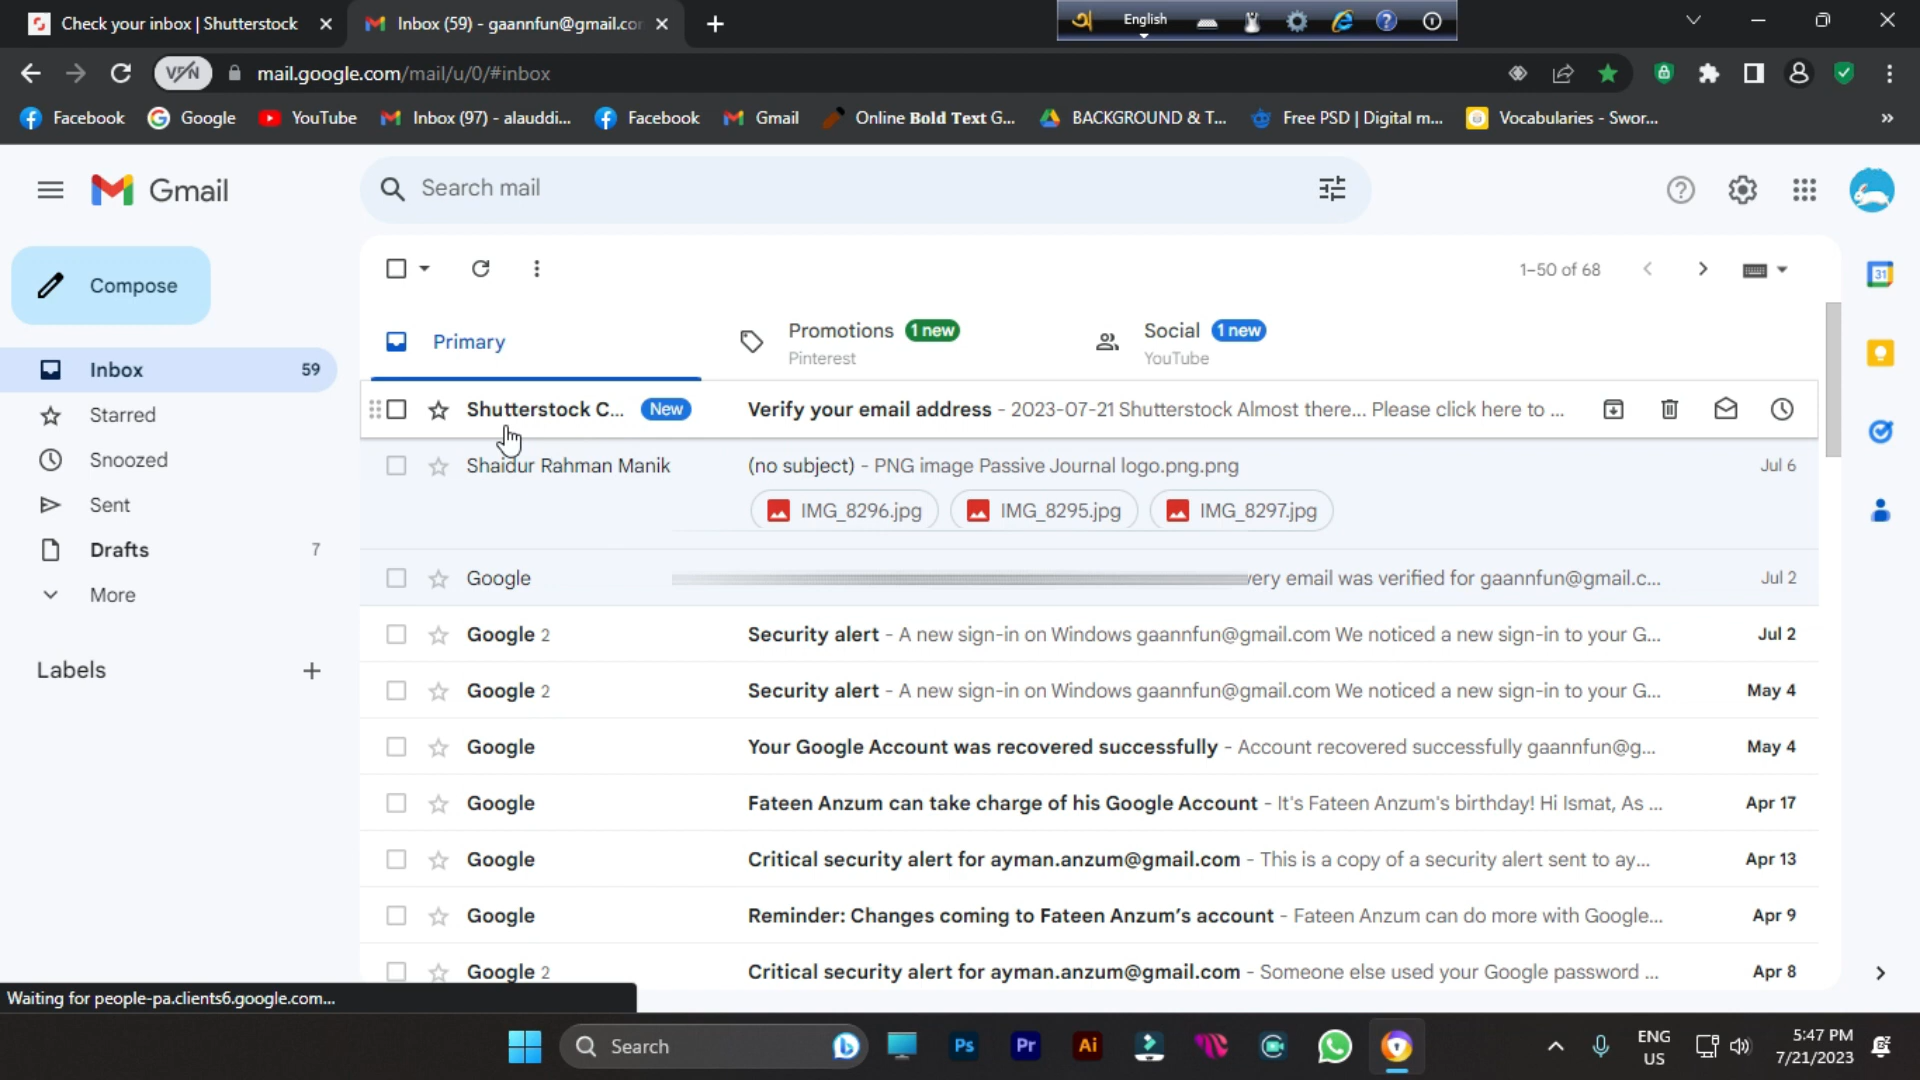 Check your inbox | Shutterstock
Inbox (59) - gaannfun@gmail.cor
English
VPN
mail.google.com/mail/u/0/#inbox
Facebook
Google
YouTube
Inbox (97) - alauddi...
Facebook
Gmail
Online Bold Text G...
BACKGROUND & T...
Free PSD | Digital m...
Vocabularies - Swor...
Gmail
Search mail
Compose
1–50 of 68
Primary
Promotions 1 new
Pinterest
Social 1 new
YouTube
Inbox 59
Starred
Snoozed
Sent
Drafts 7
More
Labels
Shutterstock C... New Verify your email address - 2023-07-21 Shutterstock Almost there... Please click here to ...
Shaidur Rahman Manik (no subject) - PNG image Passive Journal logo.png.png Jul 6
IMG_8296.jpg IMG_8295.jpg IMG_8297.jpg
Google very email was verified for gaannfun@gmail.c... Jul 2
Google 2 Security alert - A new sign-in on Windows gaannfun@gmail.com We noticed a new sign-in to your G... Jul 2
Google 2 Security alert - A new sign-in on Windows gaannfun@gmail.com We noticed a new sign-in to your G... May 4
Google Your Google Account was recovered successfully - Account recovered successfully gaannfun@g... May 4
Google Fateen Anzum can take charge of his Google Account - It's Fateen Anzum's birthday! Hi Ismat, As ... Apr 17
Google Critical security alert for ayman.anzum@gmail.com - This is a copy of a security alert sent to ay... Apr 13
Google Reminder: Changes coming to Fateen Anzum's account - Fateen Anzum can do more with Google... Apr 9
Google 2 Critical security alert for ayman.anzum@gmail.com - Someone else used your Google password ... Apr 8
Waiting for people-pa.clients6.google.com...
Search
Ps
Pr
Ai
ENG
US
5:47 PM
7/21/2023
31